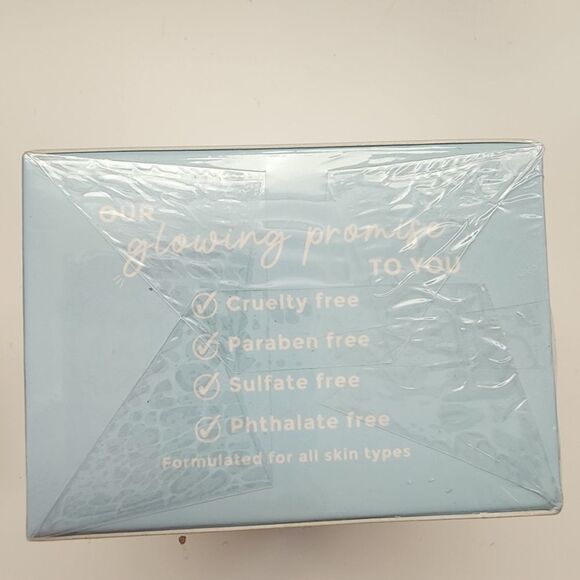 OUR
glowing promise
TO YOU
Cruelty free
Paraben free
Sulfate free
Phthalate free
Formulated for all skin types